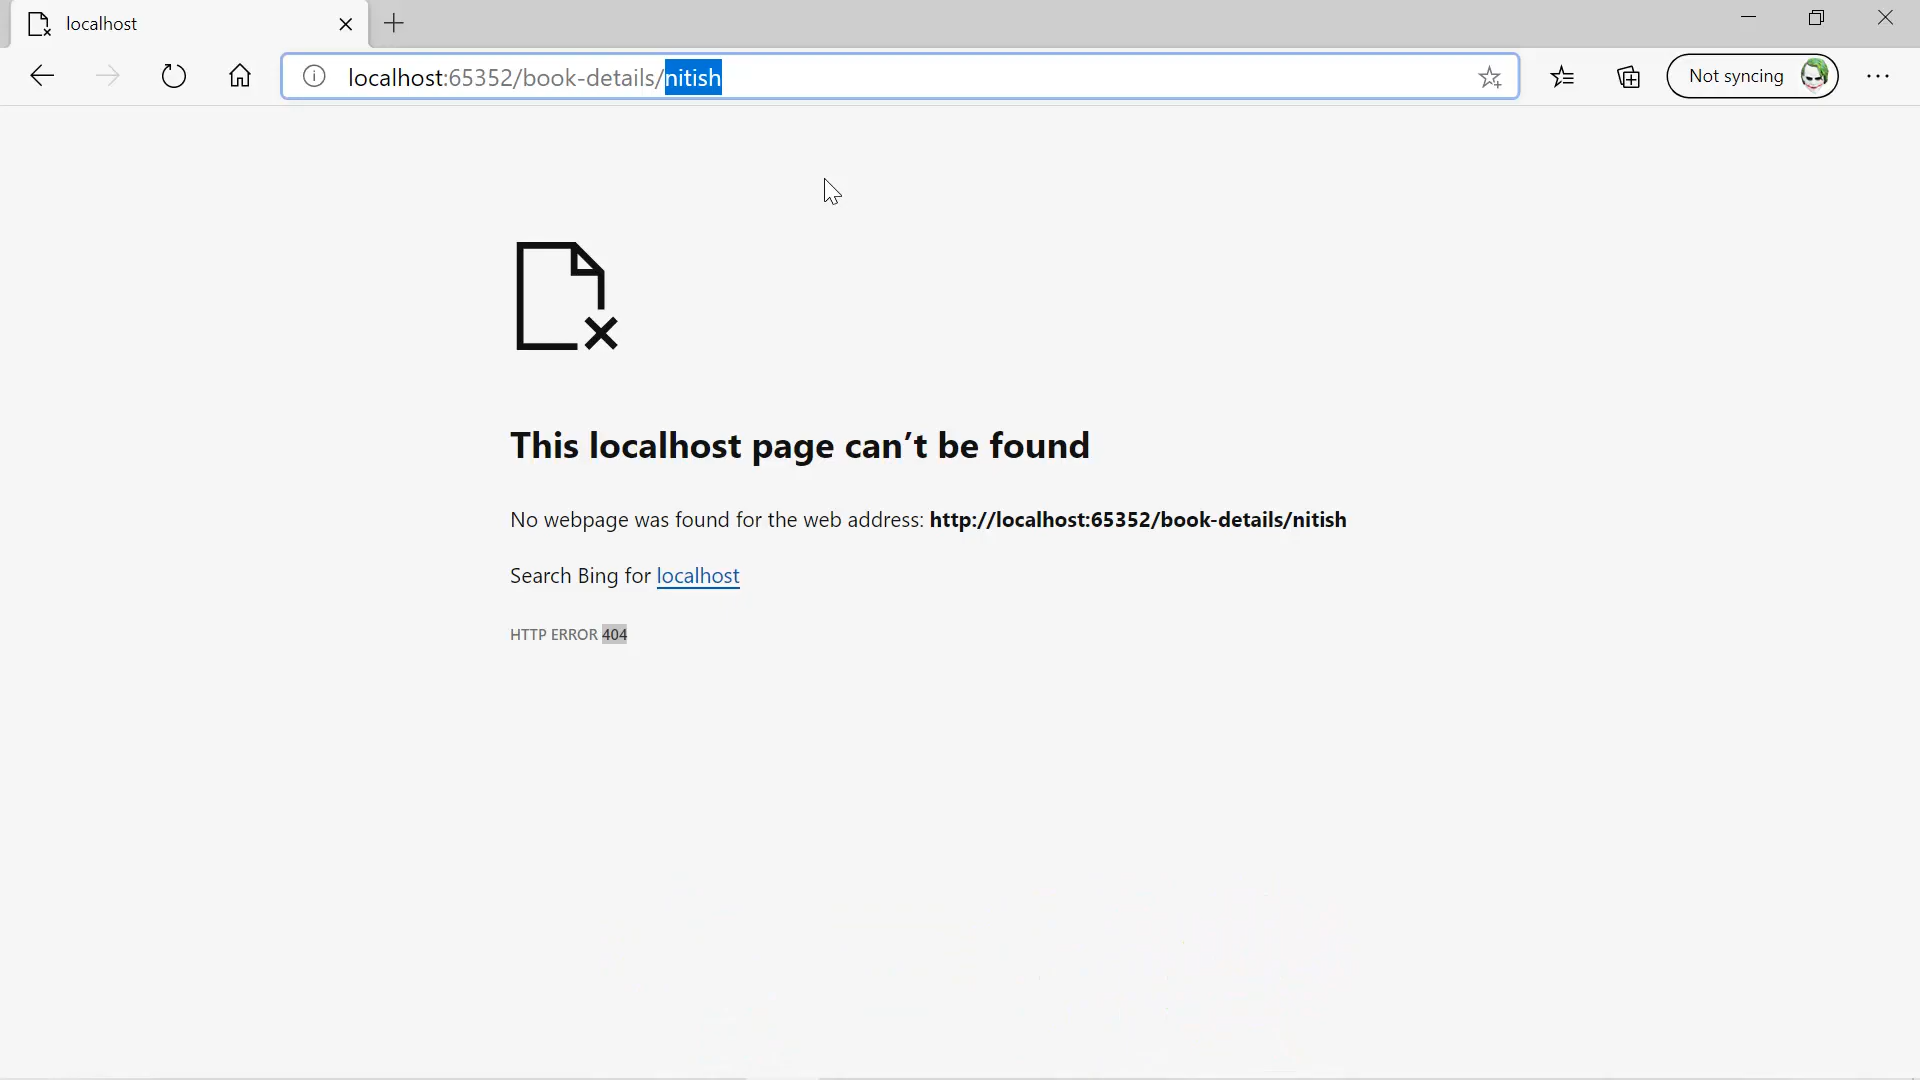 localhost
localhost:65352/book-details/nitish
Not syncing
This localhost page can’t be found
No webpage was found for the web address: http://localhost:65352/book-details/nitish
Search Bing for localhost
HTTP ERROR 404